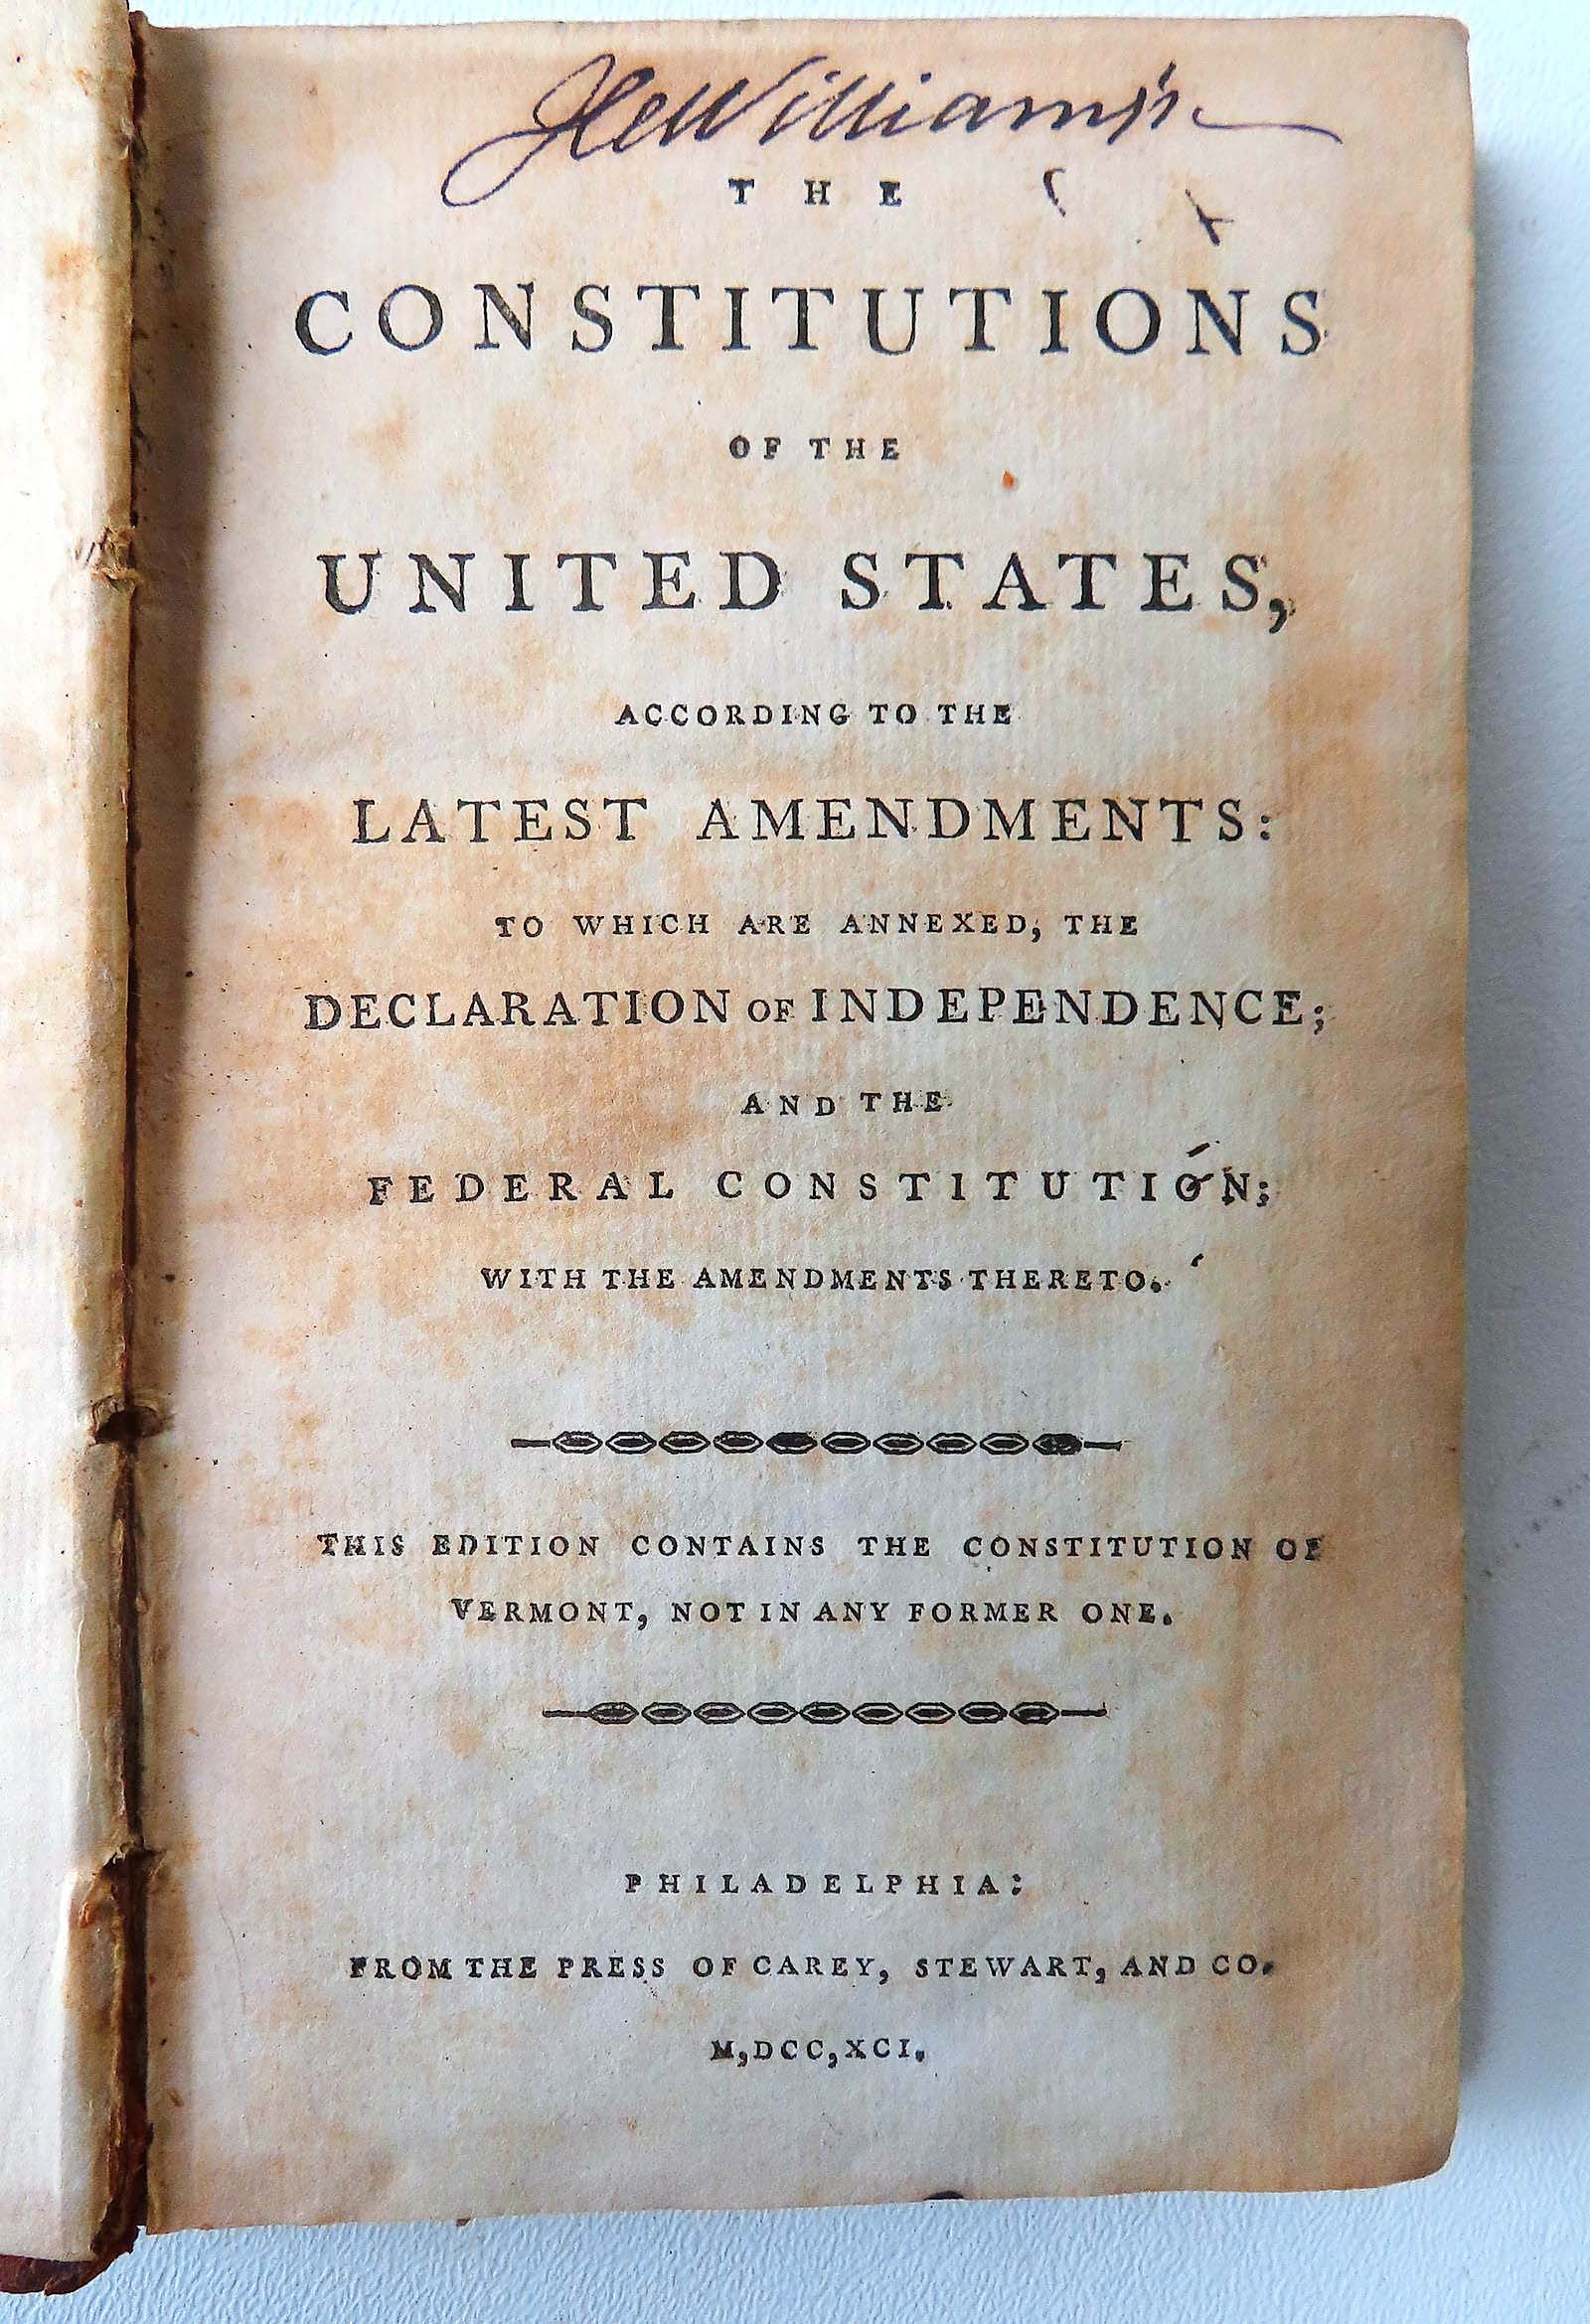 Williams
THE
CONSTITUTIONS
OF THE
UNITED STATES,
ACCORDING TO THE
LATEST AMENDMENTS:
TO WHICH ARE ANNEXED, THE
DECLARATION OF INDEPENDENCE;
AND THE
FEDERAL CONSTITUTION;
WITH THE AMENDMENTS THERETO.
THIS EDITION CONTAINS THE CONSTITUTION OF
VERMONT, NOT IN ANY FORMER ONE.
PHILADELPHIA:
FROM THE PRESS OF CAREY, STEWART, AND CO.
M,DCC,XCI.